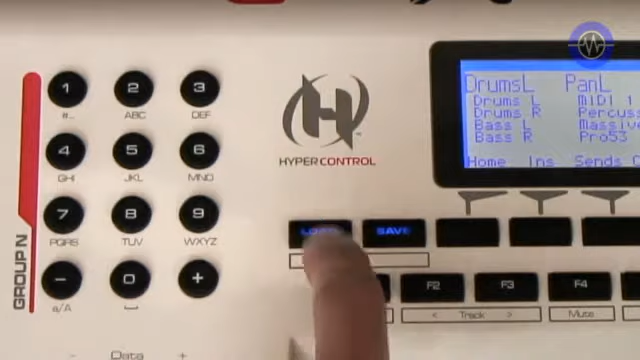 1 2 3
#_ ABC DEF
4 5 6
GHI JKL MNO
7 8 9
PQRS TUV WXYZ
- 0 +
a/A
- Data +
GROUP N
H
HYPERCONTROL
DrumsL PanL
Drums L MIDI 1
Drums R Percus
Bass L Massiv
Bass R Pro53
Home Ins Sends
SAVE
F2 F3 F4
< Track >
Mute